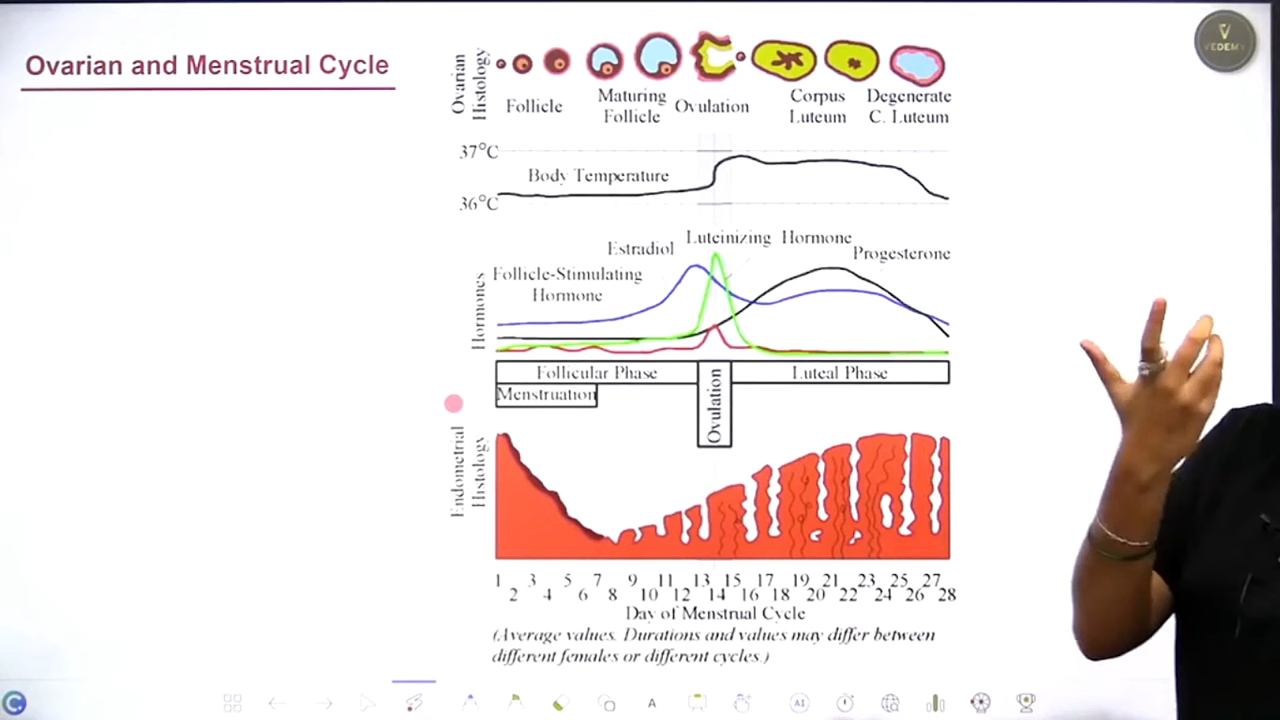 Ovarian and Menstrual Cycle
VEDEMY
Ovarian
Histology
Follicle
Maturing
Follicle
Ovulation
Corpus
Luteum
Degenerate
C. Luteum
37°C
Body Temperature
36°C
Hormones
Follicle-Stimulating
Hormone
Estradiol
Luteinizing Hormone
Progesterone
Follicular Phase
Luteal Phase
Menstruation
Ovulation
Endometrial
Histology
1 3 5 7 9 11 13 15 17 19 21 23 25 27
2 4 6 8 10 12 14 16 18 20 22 24 26 28
Day of Menstrual Cycle
(Average values. Durations and values may differ between
different females or different cycles.)
C.
A
AI